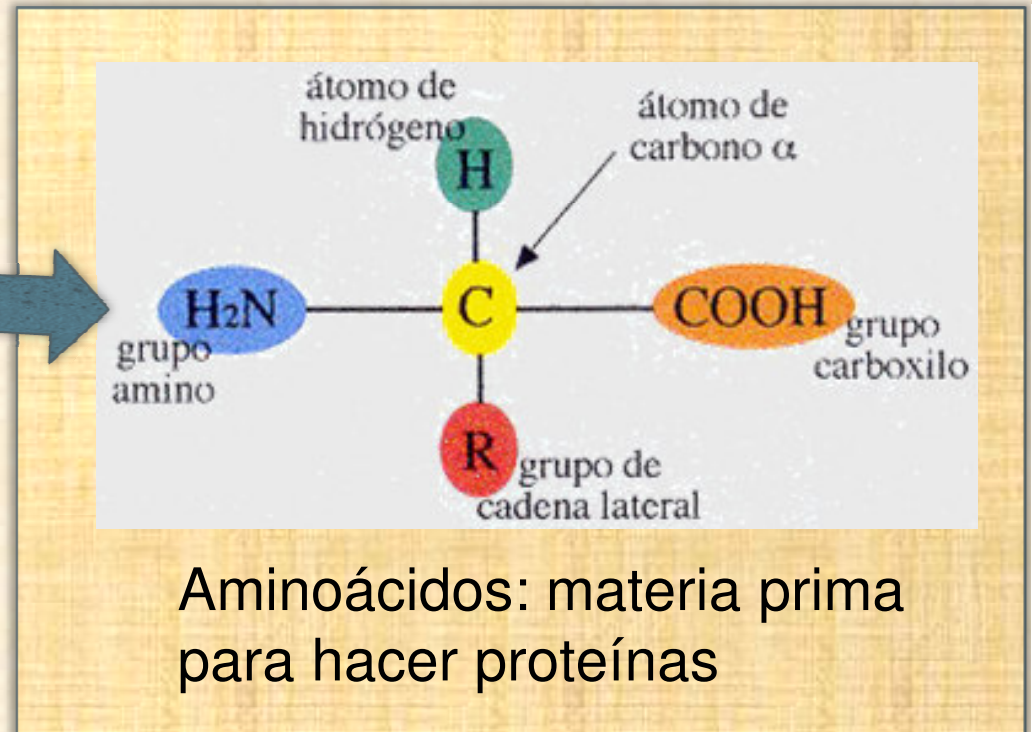 átomo de
hidrógeno
H
átomo de
carbono α
H2N
C
COOH
grupo
amino
grupo
carboxilo
R
grupo de
cadena lateral
Aminoácidos: materia prima
para hacer proteínas